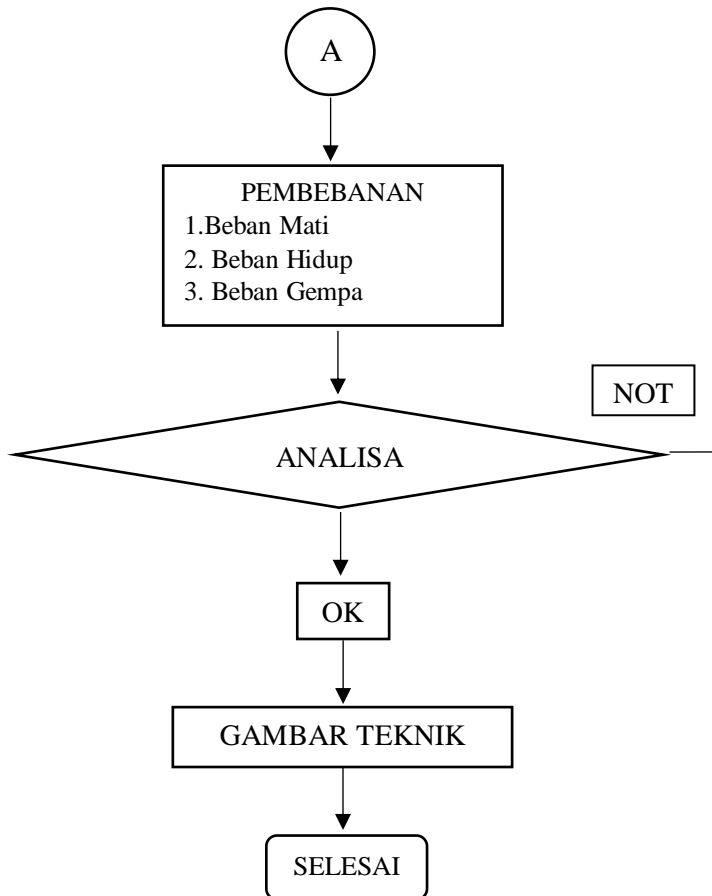 A
PEMBEBANAN
1.Beban Mati
2. Beban Hidup
3. Beban Gempa
NOT
ANALISA
OK
GAMBAR TEKNIK
SELESAI